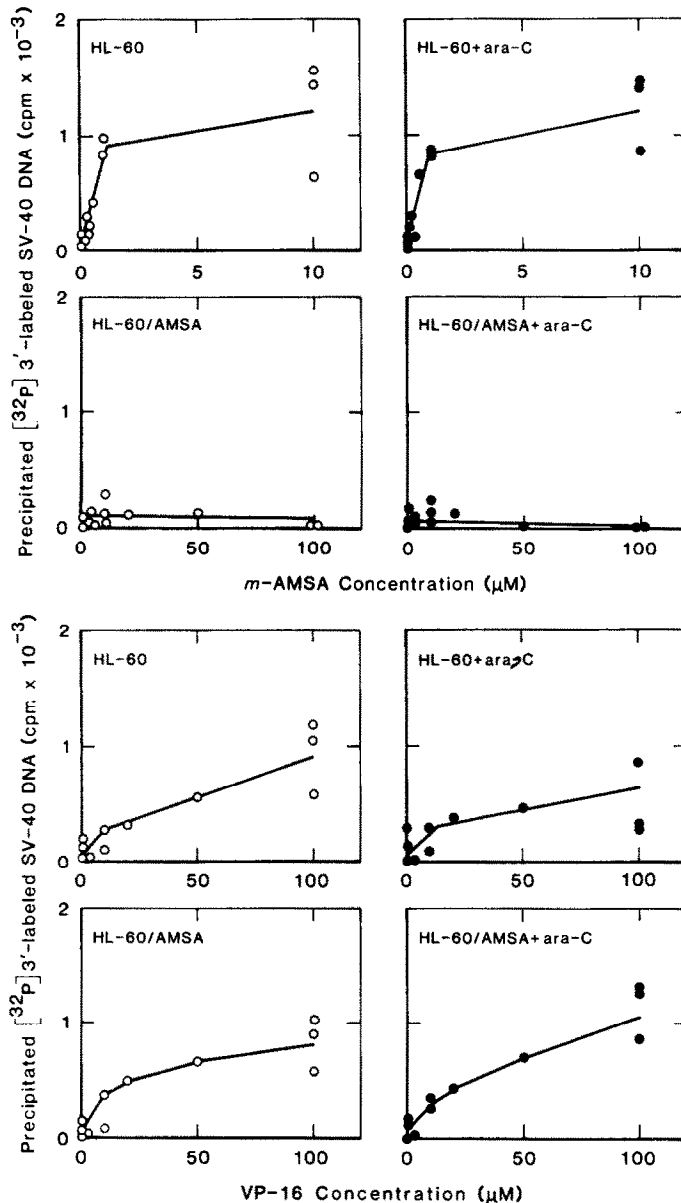 Precipitated [32P] 3'-labeled SV-40 DNA (cpm x 10-3)
HL-60
2
1
0
0 5 10
HL-60+ara-C
0 5 10
HL-60/AMSA
2
1
0
0 50 100
HL-60/AMSA+ara-C
0 50 100
m-AMSA Concentration (μM)
Precipitated [32P] 3'-labeled SV-40 DNA (cpm x 10-3)
HL-60
2
1
0
0 50 100
HL-60+ara-C
0 50 100
HL-60/AMSA
2
1
0
0 50 100
HL-60/AMSA+ara-C
0 50 100
VP-16 Concentration (μM)